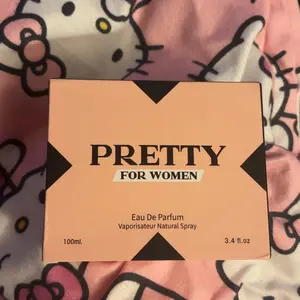 PRETTY
FOR WOMEN
Eau De Parfum
Vaporisateur Natural Spray
100ml. 3.4 fl.oz